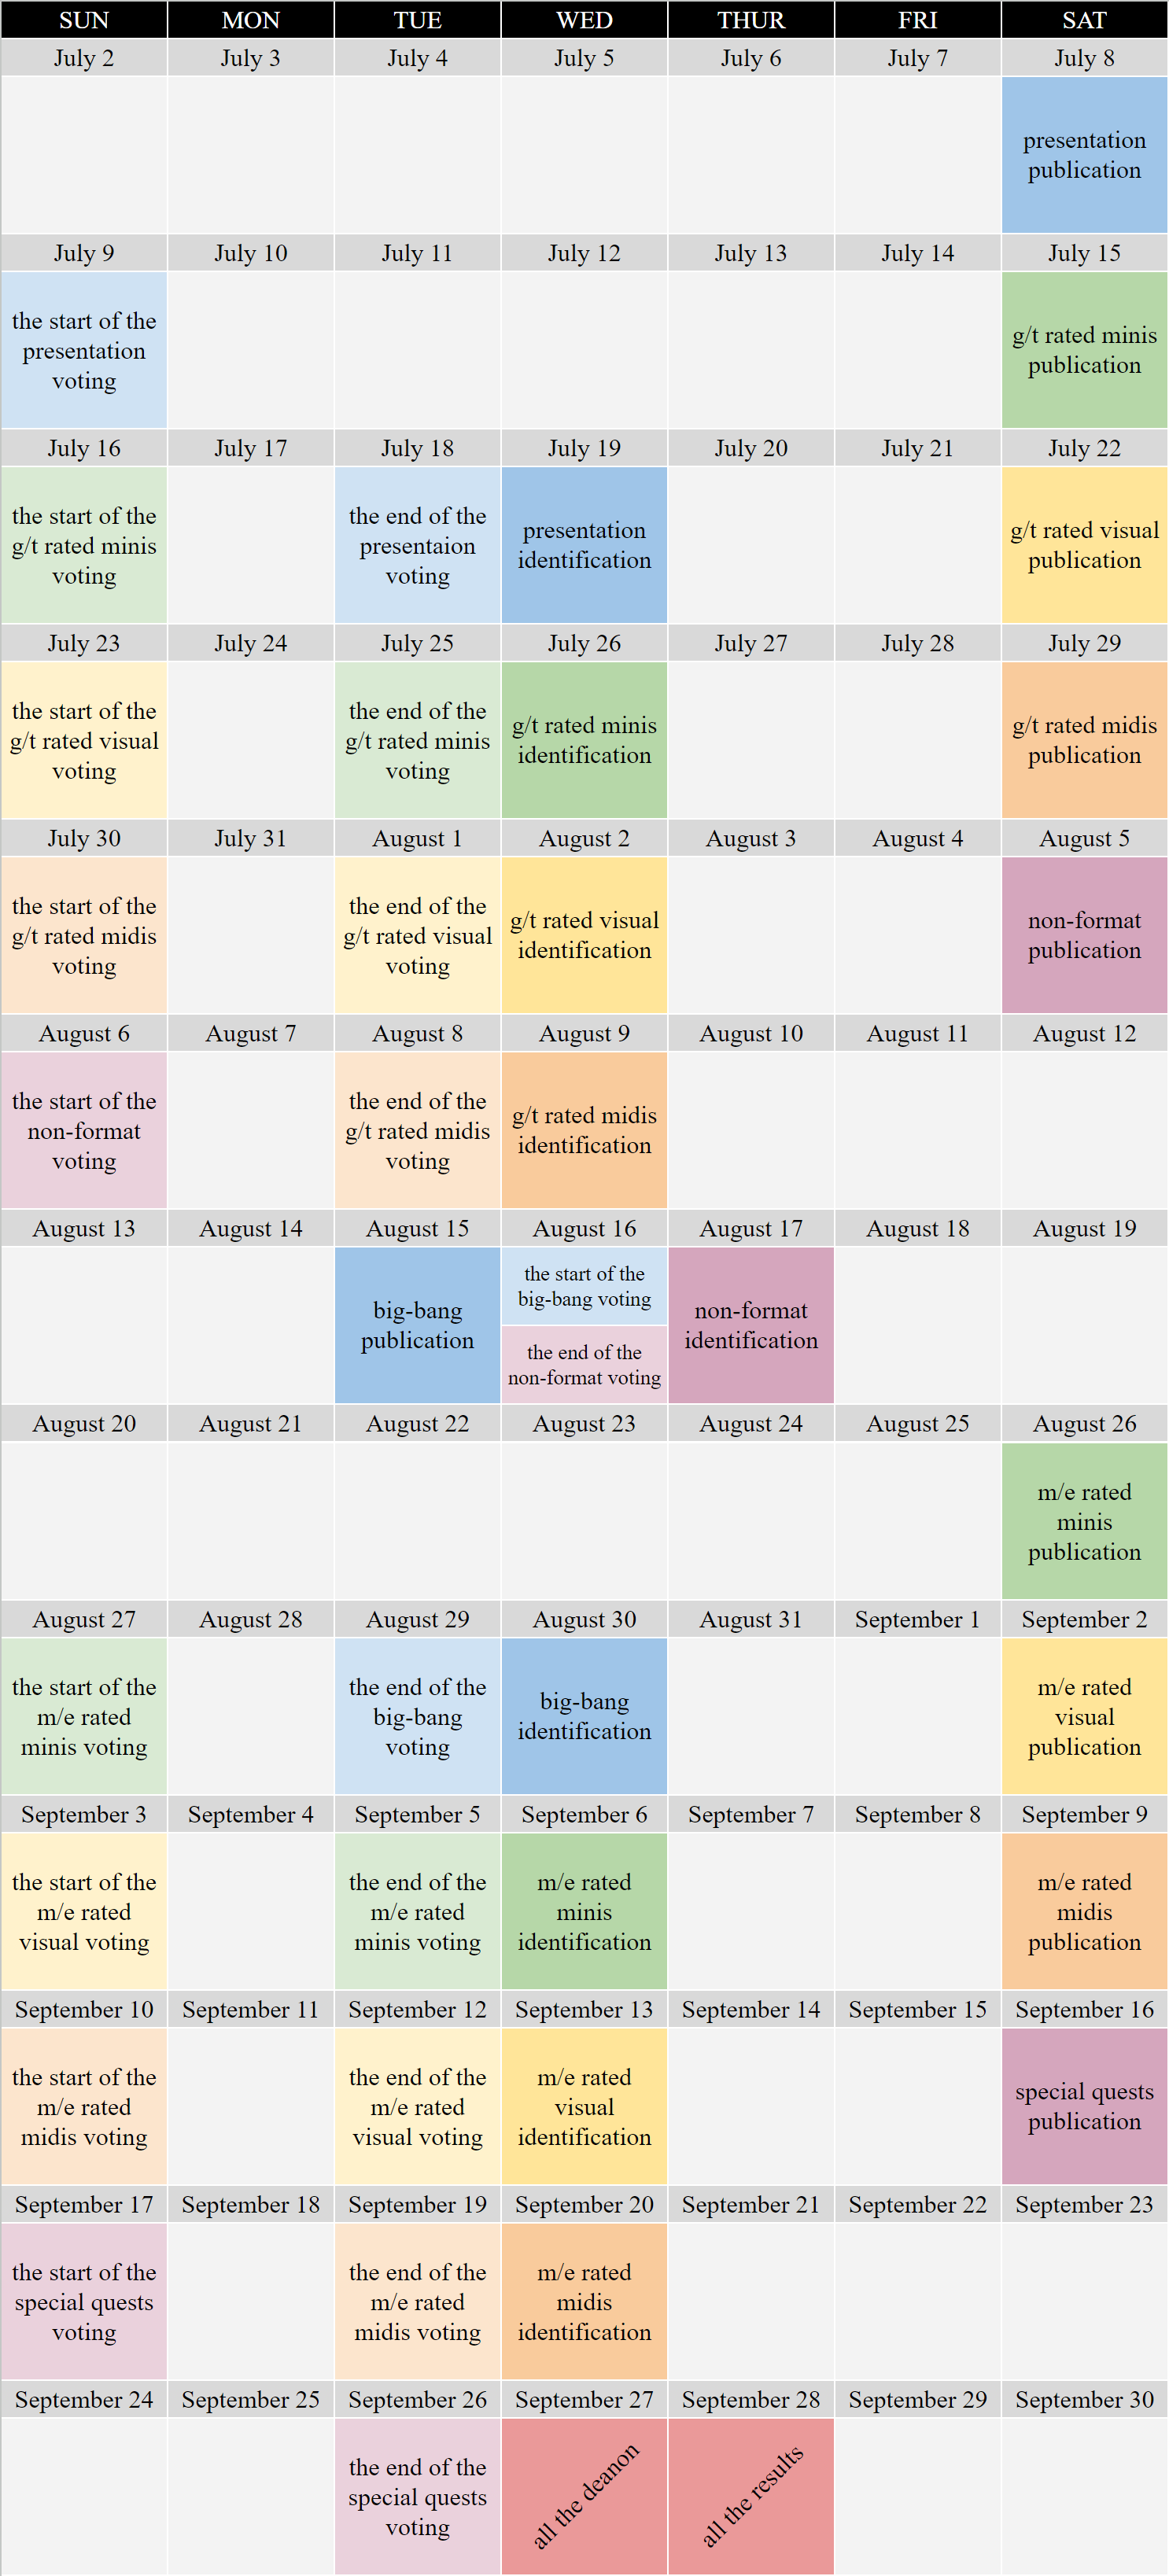 SUN MON TUE WED THUR FRI SAT
July 2 July 3 July 4 July 5 July 6 July 7 July 8
presentation
publication
July 9 July 10 July 11 July 12 July 13 July 14 July 15
the start of the
presentation
voting
g/t rated minis
publication
July 16 July 17 July 18 July 19 July 20 July 21 July 22
the start of the
g/t rated minis
voting
the end of the
presentaion
voting
presentation
identification
g/t rated visual
publication
July 23 July 24 July 25 July 26 July 27 July 28 July 29
the start of the
g/t rated visual
voting
the end of the
g/t rated minis
voting
g/t rated minis
identification
g/t rated midis
publication
July 30 July 31 August 1 August 2 August 3 August 4 August 5
the start of the
g/t rated midis
voting
the end of the
g/t rated visual
voting
g/t rated visual
identification
non-format
publication
August 6 August 7 August 8 August 9 August 10 August 11 August 12
the start of the
non-format
voting
the end of the
g/t rated midis
voting
g/t rated midis
identification
August 13 August 14 August 15 August 16 August 17 August 18 August 19
big-bang
publication
the start of the
big-bang voting
the end of the
non-format voting
non-format
identification
August 20 August 21 August 22 August 23 August 24 August 25 August 26
m/e rated
minis
publication
August 27 August 28 August 29 August 30 August 31 September 1 September 2
the start of the
m/e rated
minis voting
the end of the
big-bang
voting
big-bang
identification
m/e rated
visual
publication
September 3 September 4 September 5 September 6 September 7 September 8 September 9
the start of the
m/e rated
visual voting
the end of the
m/e rated
minis voting
m/e rated
minis
identification
m/e rated
midis
publication
September 10 September 11 September 12 September 13 September 14 September 15 September 16
the start of the
m/e rated
midis voting
the end of the
m/e rated
visual voting
m/e rated
visual
identification
special quests
publication
September 17 September 18 September 19 September 20 September 21 September 22 September 23
the start of the
special quests
voting
the end of the
m/e rated
midis voting
m/e rated
midis
identification
September 24 September 25 September 26 September 27 September 28 September 29 September 30
the end of the
special quests
voting
all the deanon
all the results